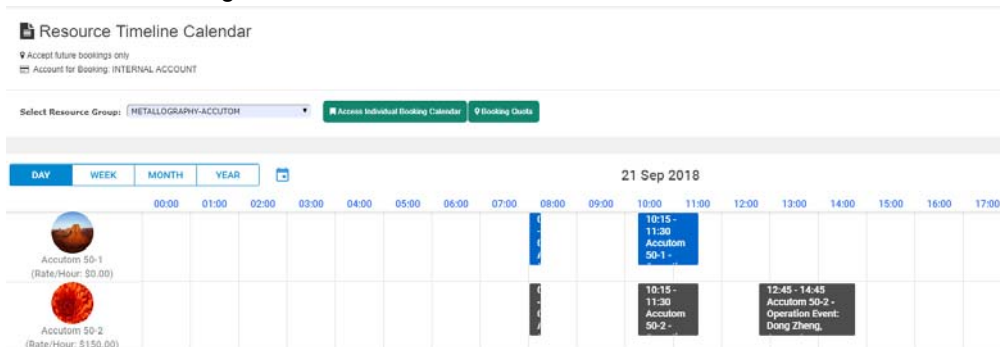 Resource Timeline Calendar
Accept future bookings only
Account for Booking: INTERNAL ACCOUNT
Select Resource Group: METALLOGRAPHY-ACCUTOM Access Individual Booking Calendar Booking Quota
DAY WEEK MONTH YEAR 21 Sep 2018
00:00 01:00 02:00 03:00 04:00 05:00 06:00 07:00 08:00 09:00 10:00 11:00 12:00 13:00 14:00 15:00 16:00 17:00
10:15 -
11:30
Accutom
50-1 -
Accutom 50-1
(Rate/Hour: $0.00)
10:15 -
11:30
Accutom
50-2 -
12:45 - 14:45
Accutom 50-2 -
Operation Event:
Dong Zheng,
Accutom 50-2
(Rate/Hour: $150.00)